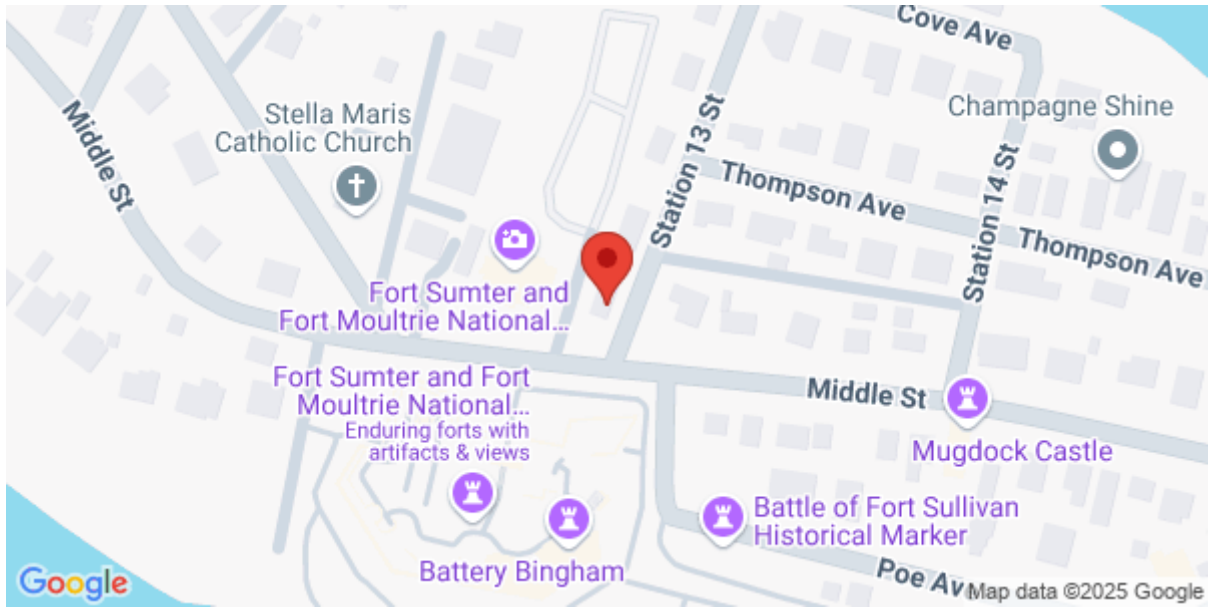 Cove Ave
Champagne Shine
Stella Maris
Catholic Church
Middle St
Station 13 St
Station 14 St
Thompson Ave
Thompson Ave
Fort Sumter and
Fort Moultrie National...
Fort Sumter and Fort
Moultrie National...
Enduring forts with
artifacts & views
Middle St
Mugdock Castle
Battle of Fort Sullivan
Historical Marker
Battery Bingham
Poe Av
Google
Map data ©2025 Google